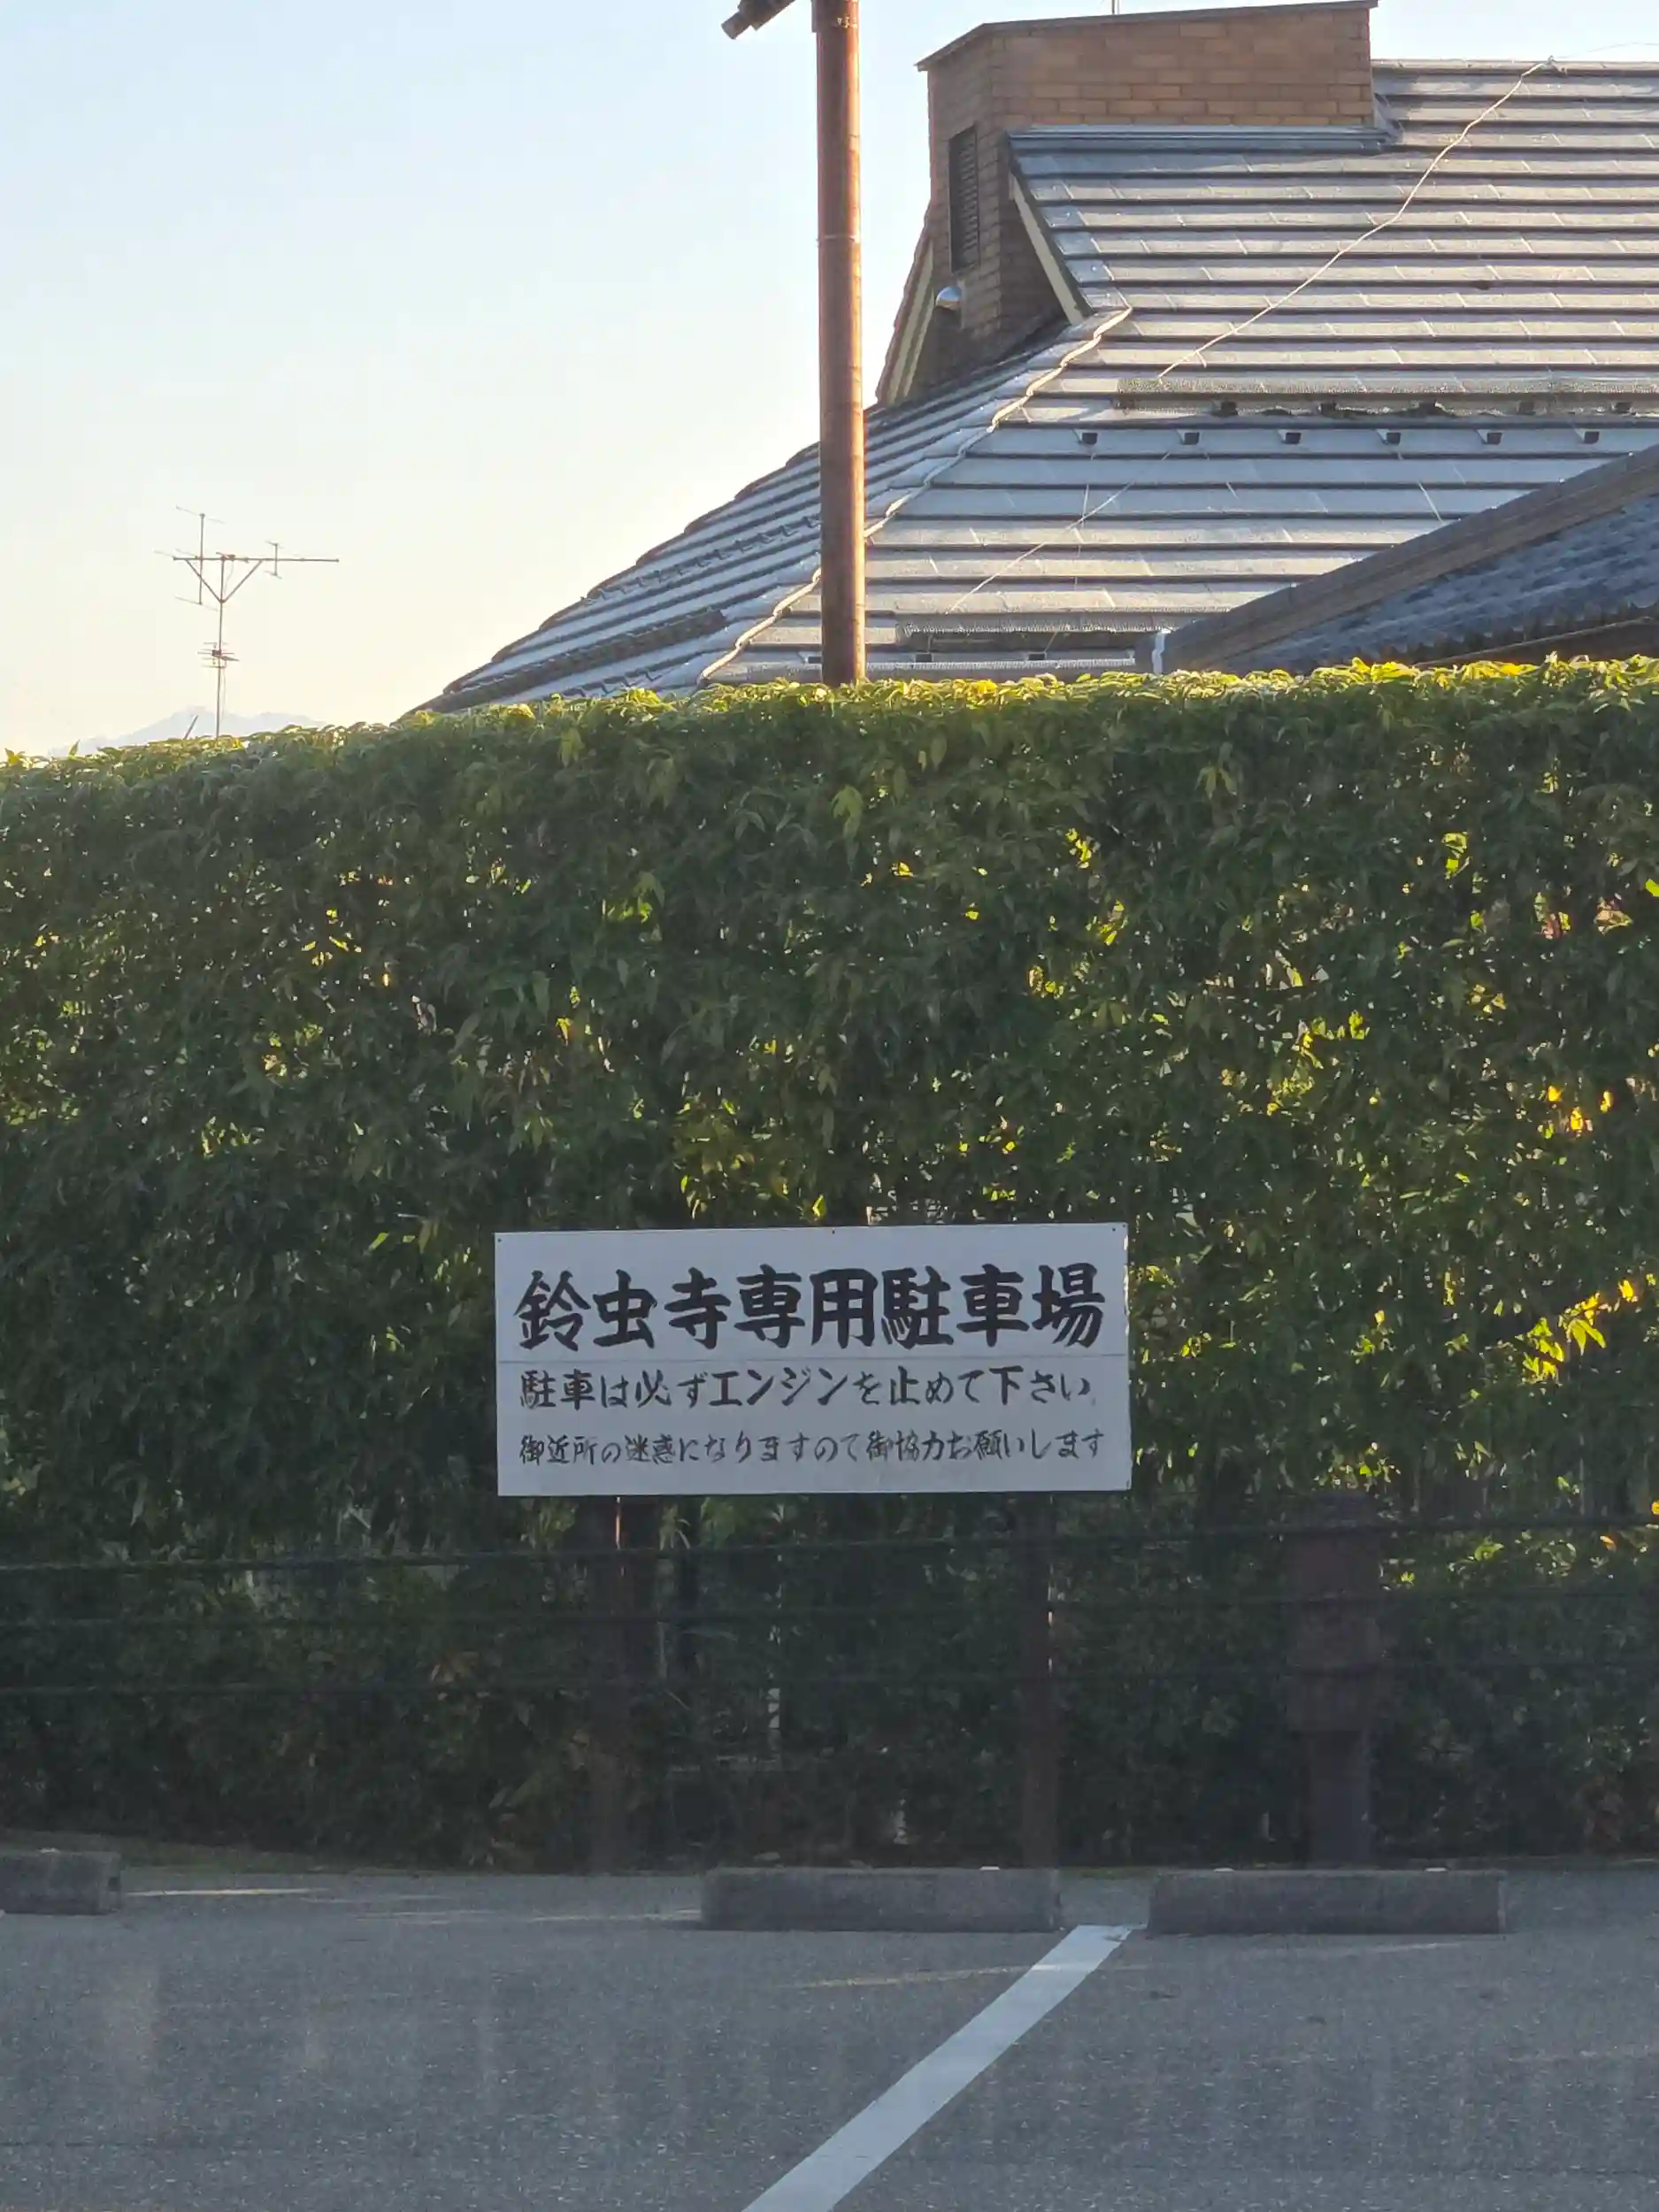 鈴虫寺専用駐車場
駐車は必ずエンジンを止めて下さい
御近所の迷惑になりますので御協力お願いします